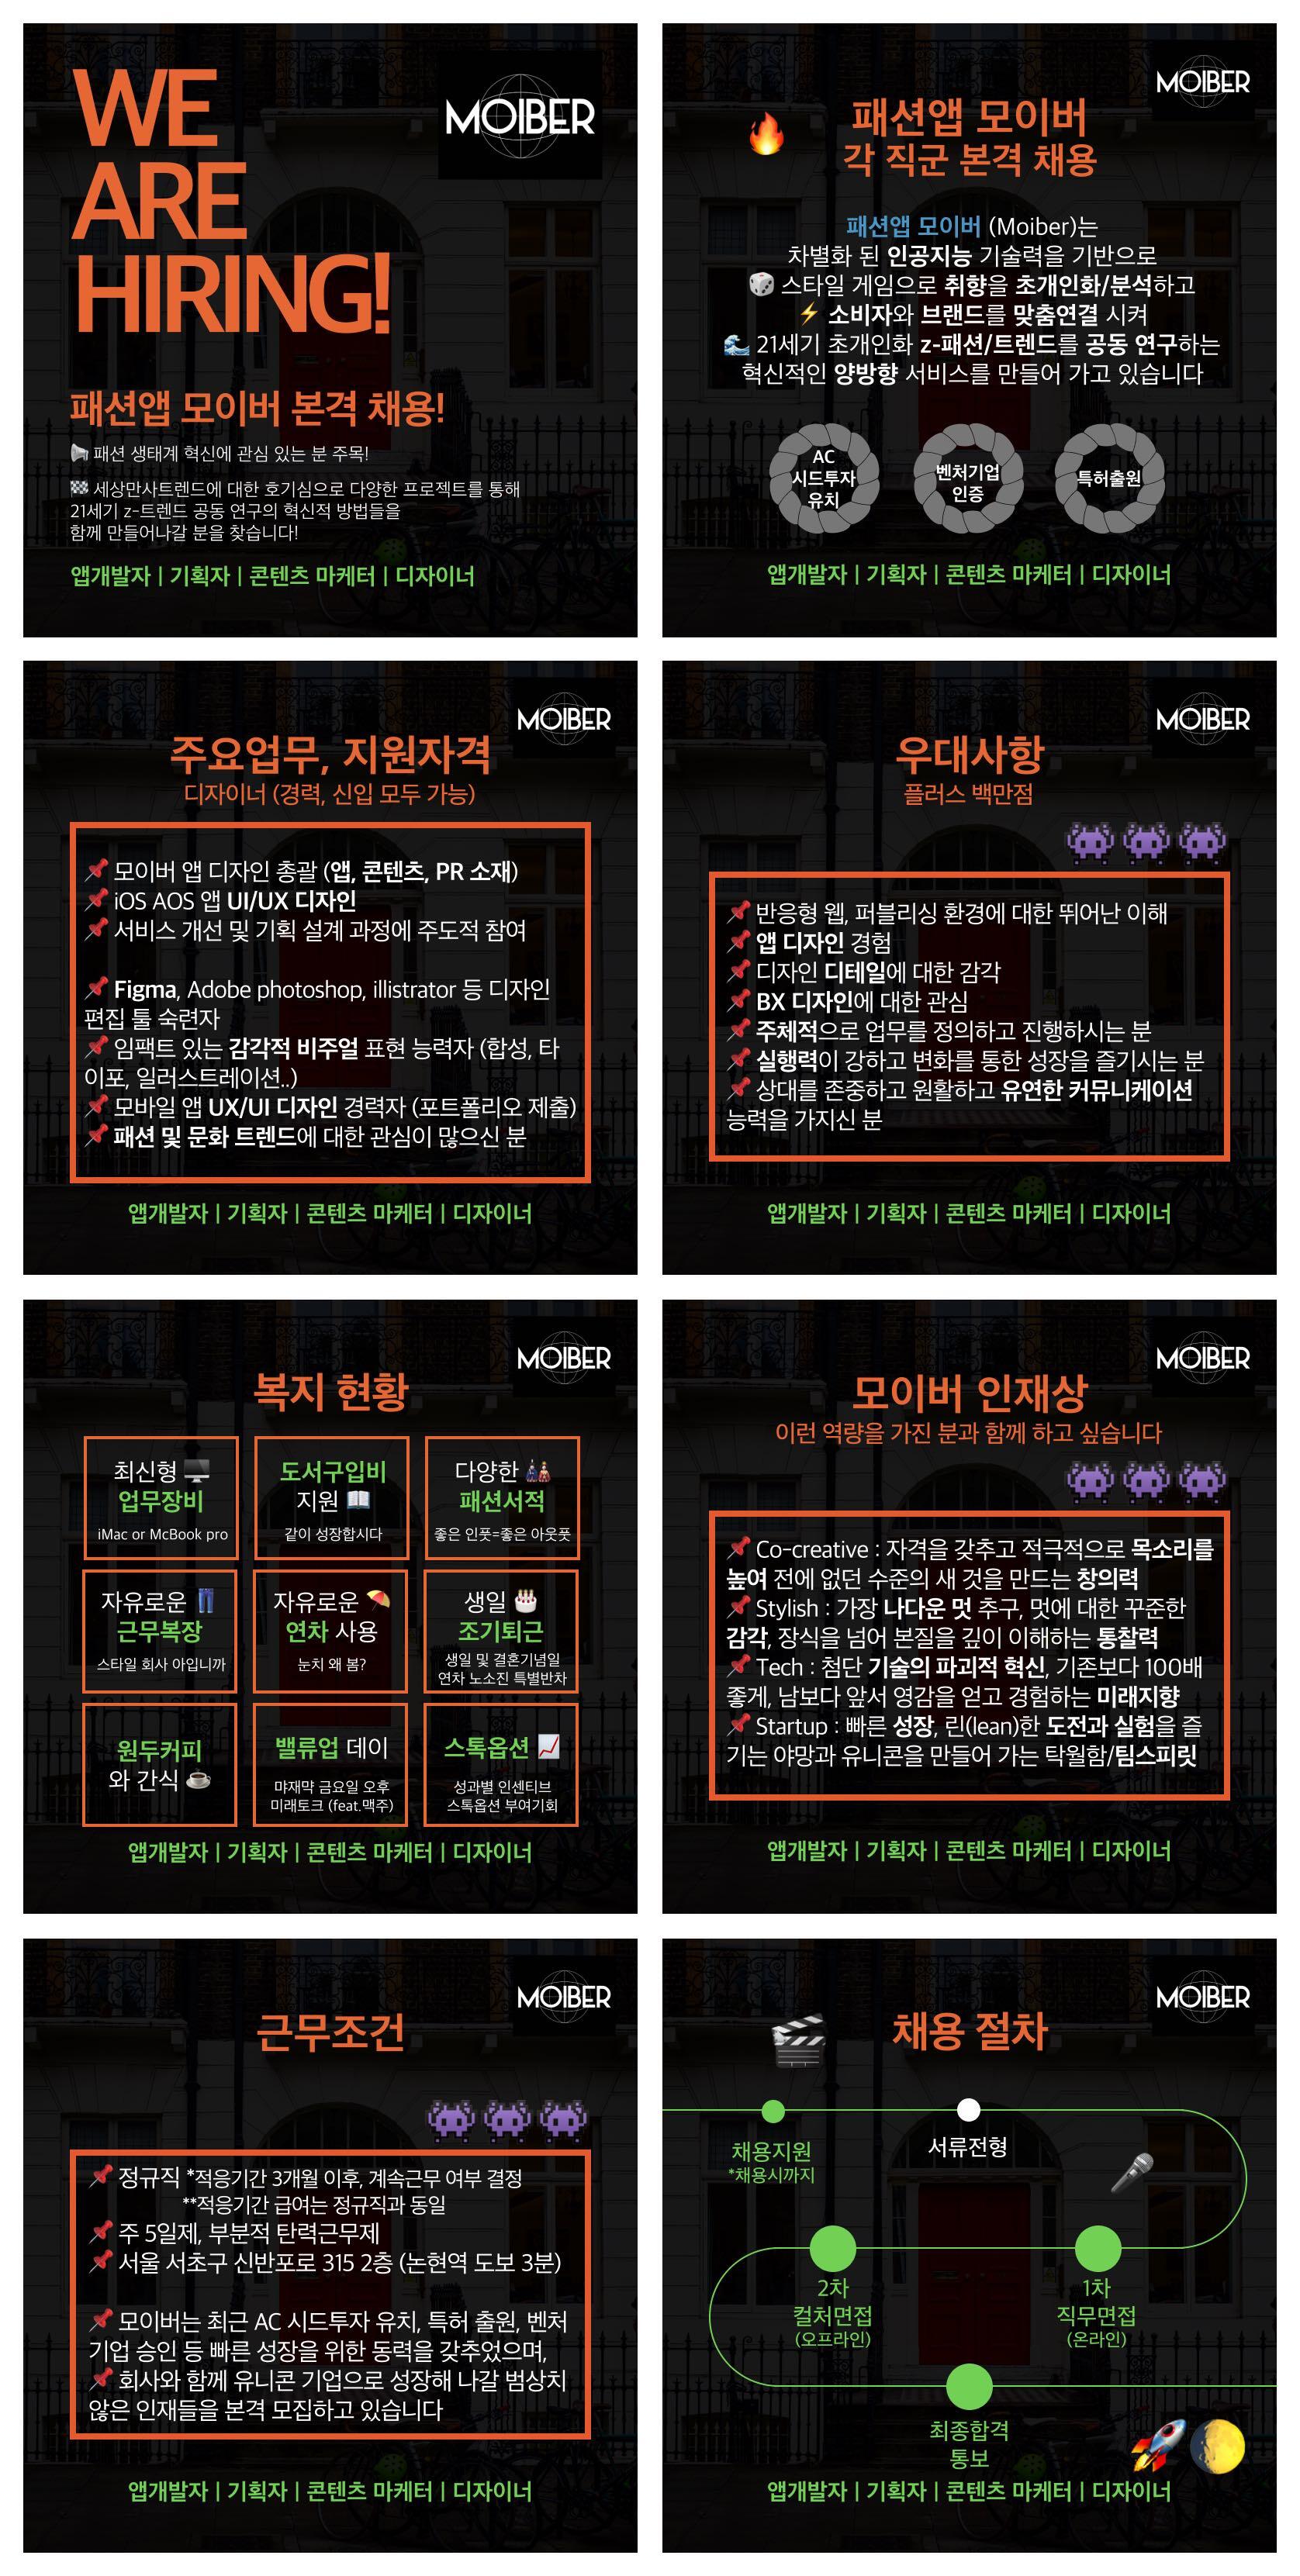 WE
ARE
HIRING!
MOIBER
패션앱 모이버 본격 채용!
패션 생태계 혁신에 관심 있는 분 주목!
세상만사트렌드에 대한 호기심으로 다양한 프로젝트를 통해
21세기 z-트렌드 공동 연구의 혁신적 방법들을
함께 만들어나갈 분을 찾습니다!
앱개발자 | 기획자 | 콘텐츠 마케터 | 디자이너
MOIBER
패션앱 모이버
각 직군 본격 채용
패션앱 모이버 (Moiber)는
차별화 된 인공지능 기술력을 기반으로
스타일 게임으로 취향을 초개인화/분석하고
소비자와 브랜드를 맞춤연결 시켜
21세기 초개인화 z-패션/트렌드를 공동 연구하는
혁신적인 양방향 서비스를 만들어 가고 있습니다
AC
시드투자
유치
벤처기업
인증
특허출원
앱개발자 | 기획자 | 콘텐츠 마케터 | 디자이너
MOIBER
주요업무, 지원자격
디자이너 (경력, 신입 모두 가능)
모이버 앱 디자인 총괄 (앱, 콘텐츠, PR 소재)
iOS AOS 앱 UI/UX 디자인
서비스 개선 및 기획 설계 과정에 주도적 참여
Figma, Adobe photoshop, illistrator 등 디자인
편집 툴 숙련자
임팩트 있는 감각적 비주얼 표현 능력자 (합성, 타
이포, 일러스트레이션..)
모바일 앱 UX/UI 디자인 경력자 (포트폴리오 제출)
패션 및 문화 트렌드에 대한 관심이 많으신 분
앱개발자 | 기획자 | 콘텐츠 마케터 | 디자이너
MOIBER
우대사항
플러스 백만점
반응형 웹, 퍼블리싱 환경에 대한 뛰어난 이해
앱 디자인 경험
디자인 디테일에 대한 감각
BX 디자인에 대한 관심
주체적으로 업무를 정의하고 진행하시는 분
실행력이 강하고 변화를 통한 성장을 즐기시는 분
상대를 존중하고 원활하고 유연한 커뮤니케이션
능력을 가지신 분
앱개발자 | 기획자 | 콘텐츠 마케터 | 디자이너
MOIBER
복지 현황
최신형
업무장비
iMac or McBook pro
도서구입비
지원
같이 성장합시다
다양한
패션서적
좋은 인풋=좋은 아웃풋
자유로운
근무복장
스타일 회사 아입니까
자유로운
연차 사용
눈치 왜 봄?
생일
조기퇴근
생일 및 결혼기념일
연차 노소진 특별반차
원두커피
와 간식
밸류업 데이
먀재먁 금요일 오후
미래토크 (feat.맥주)
스톡옵션
성과별 인센티브
스톡옵션 부여기회
앱개발자 | 기획자 | 콘텐츠 마케터 | 디자이너
MOIBER
모이버 인재상
이런 역량을 가진 분과 함께 하고 싶습니다
Co-creative : 자격을 갖추고 적극적으로 목소리를
높여 전에 없던 수준의 새 것을 만드는 창의력
Stylish : 가장 나다운 멋 추구, 멋에 대한 꾸준한
감각, 장식을 넘어 본질을 깊이 이해하는 통찰력
Tech : 첨단 기술의 파괴적 혁신, 기존보다 100배
좋게, 남보다 앞서 영감을 얻고 경험하는 미래지향
Startup : 빠른 성장, 린(lean)한 도전과 실험을 즐
기는 야망과 유니콘을 만들어 가는 탁월함/팀스피릿
앱개발자 | 기획자 | 콘텐츠 마케터 | 디자이너
MOIBER
근무조건
정규직 *적응기간 3개월 이후, 계속근무 여부 결정
**적응기간 급여는 정규직과 동일
주 5일제, 부분적 탄력근무제
서울 서초구 신반포로 315 2층 (논현역 도보 3분)
모이버는 최근 AC 시드투자 유치, 특허 출원, 벤처
기업 승인 등 빠른 성장을 위한 동력을 갖추었으며,
회사와 함께 유니콘 기업으로 성장해 나갈 범상치
않은 인재들을 본격 모집하고 있습니다
앱개발자 | 기획자 | 콘텐츠 마케터 | 디자이너
MOIBER
채용 절차
채용지원
*채용시까지
서류전형
2차
컬처면접
(오프라인)
1차
직무면접
(온라인)
최종합격
통보
앱개발자 | 기획자 | 콘텐츠 마케터 | 디자이너